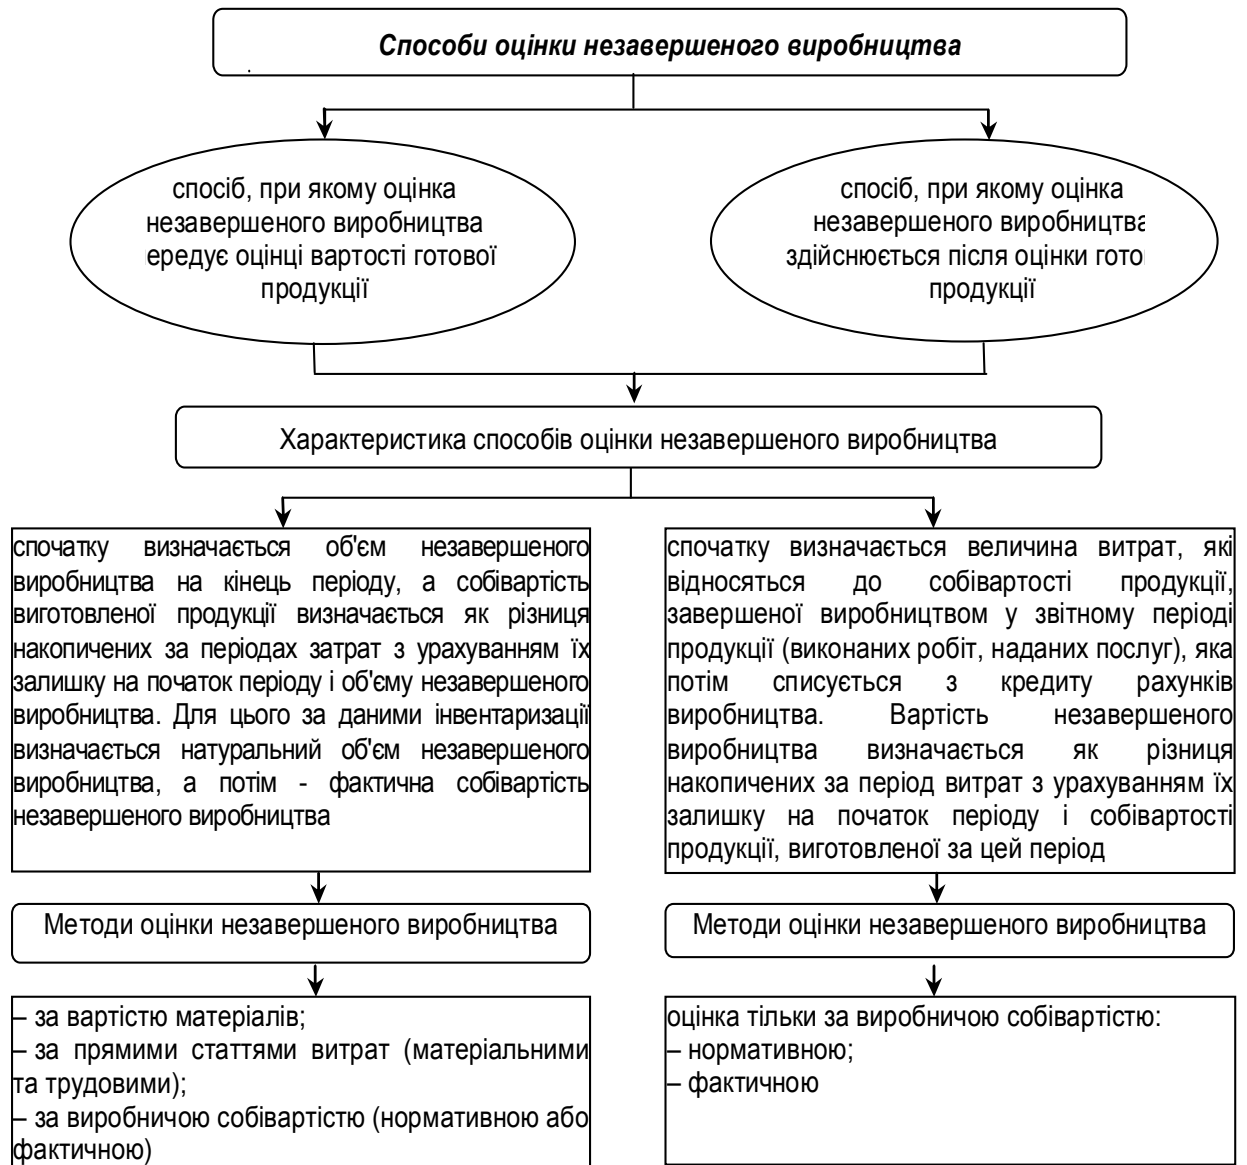 Способи оцінки незавершеного виробництва
спосіб, при якому оцінка
незавершеного виробництва
ередує оцінці вартості готової
продукції
спосіб, при якому оцінка
незавершеного виробництва
здійснюється після оцінки гото
продукції
Характеристика способів оцінки незавершеного виробництва
спочатку визначається об'єм незавершеного
виробництва на кінець періоду, а собівартість
виготовленої продукції визначається як різниця
накопичених за періодах затрат з урахуванням їх
залишку на початок періоду і об'єму незавершеного
виробництва. Для цього за даними інвентаризації
визначається натуральний об'єм незавершеного
виробництва, а потім - фактична собівартість
незавершеного виробництва
спочатку визначається величина витрат, які
відносяться до собівартості продукції,
завершеної виробництвом у звітному періоді
продукції (виконаних робіт, наданих послуг), яка
потім списується з кредиту рахунків
виробництва. Вартість незавершеного
виробництва визначається як різниця
накопичених за період витрат з урахуванням їх
залишку на початок періоду і собівартості
продукції, виготовленої за цей період
Методи оцінки незавершеного виробництва
Методи оцінки незавершеного виробництва
– за вартістю матеріалів;
– за прямими статтями витрат (матеріальними
та трудовими);
– за виробничою собівартістю (нормативною або
фактичною)
оцінка тільки за виробничою собівартістю:
– нормативною;
– фактичною